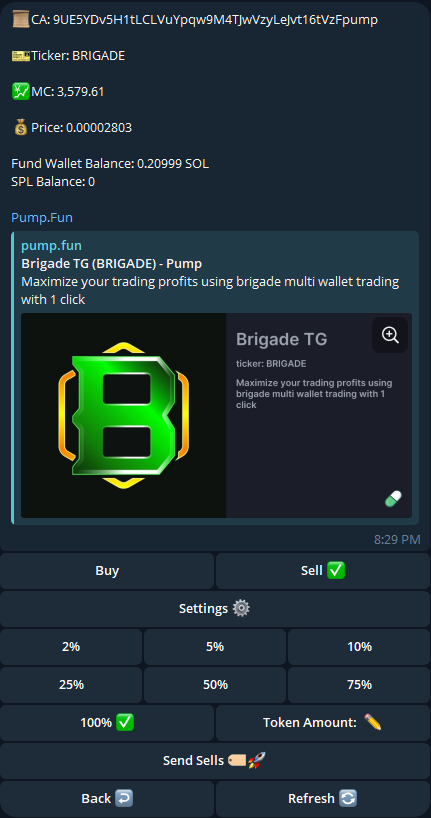 CA: 9UE5YDv5H1tLCLVuYpqw9M4TJwVzyLeJvt16tVzFpump
Ticker: BRIGADE
MC: 3,579.61
Price: 0.00002803
Fund Wallet Balance: 0.20999 SOL
SPL Balance: 0
Pump.Fun
pump.fun
Brigade TG (BRIGADE) - Pump
Maximize your trading profits using brigade multi wallet trading
with 1 click
B
Brigade TG
ticker: BRIGADE
Maximize your trading profits using
brigade multi wallet trading with 1
click
8:29 PM
Buy
Sell ✅
Settings ⚙️
2%
5%
10%
25%
50%
75%
100% ✅
Token Amount: ✏️
Send Sells 🏷️🚀
Back ↩️
Refresh 🔄